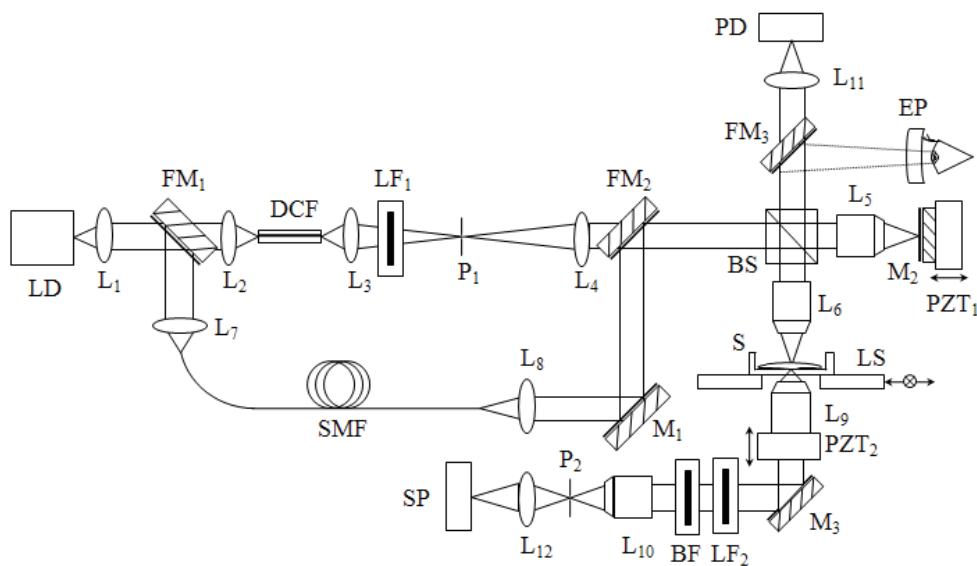 PD
L₁₁
EP
FM₃
FM₁
LF₁
FM₂
L₅
DCF
LD
L₁
L₂
L₃
P₁
L₄
BS
M₂
PZT₁
L₆
L₇
S
LS
L₈
SMF
M₁
L₉
PZT₂
P₂
SP
M₃
L₁₂
L₁₀
BF
LF₂